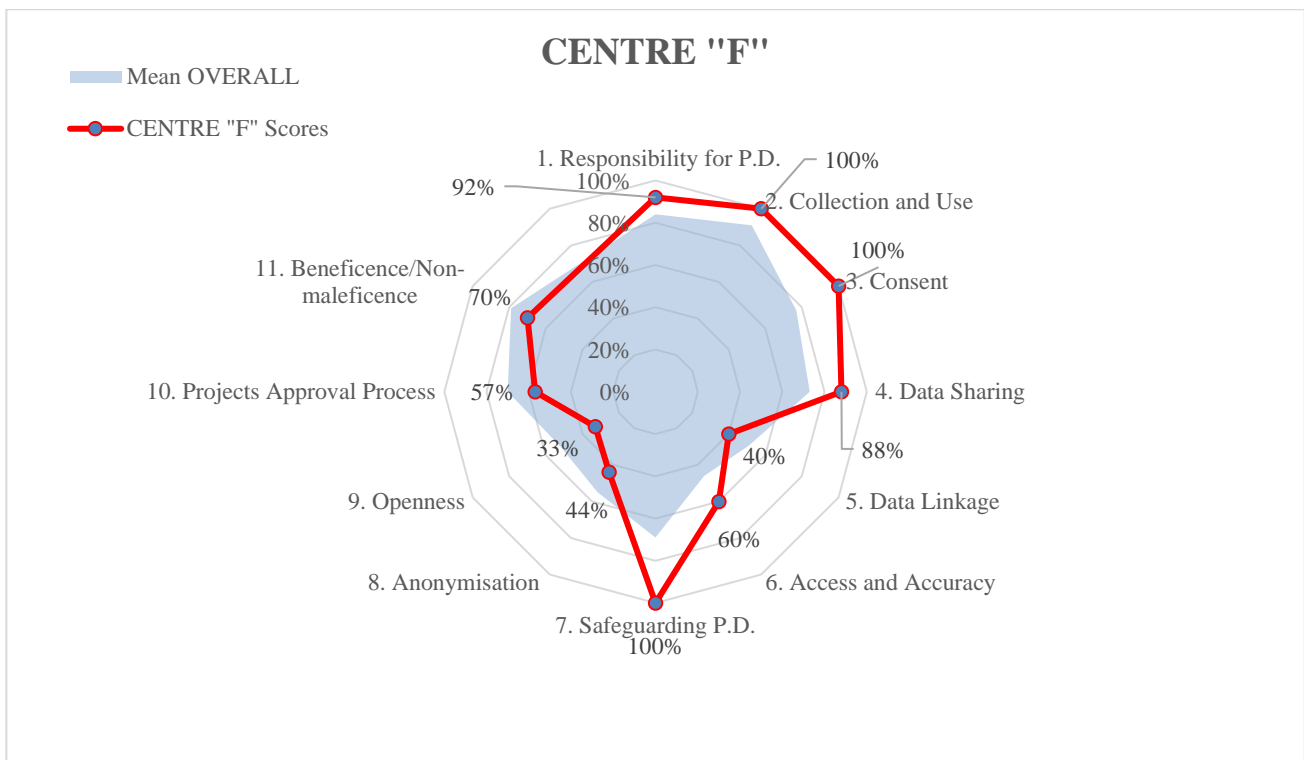 CENTRE "F"
Mean OVERALL
CENTRE "F" Scores
1. Responsibility for P.D.
100%
92%
100%
2. Collection and Use
80%
100%
60%
3. Consent
11. Beneficence/Non-
maleficence
70%
40%
20%
10. Projects Approval Process
57%
0%
4. Data Sharing
88%
33%
40%
9. Openness
5. Data Linkage
44%
60%
8. Anonymisation
6. Access and Accuracy
7. Safeguarding P.D.
100%